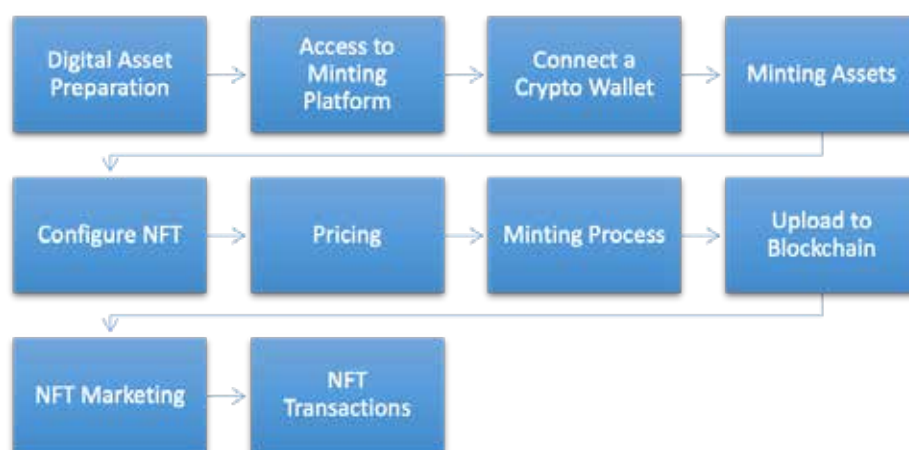 Digital Asset
Preparation
Access to
Minting
Platform
Connect a
Crypto Wallet
Minting Assets
Configure NFT
Pricing
Minting Process
Upload to
Blockchain
NFT Marketing
NFT
Transactions